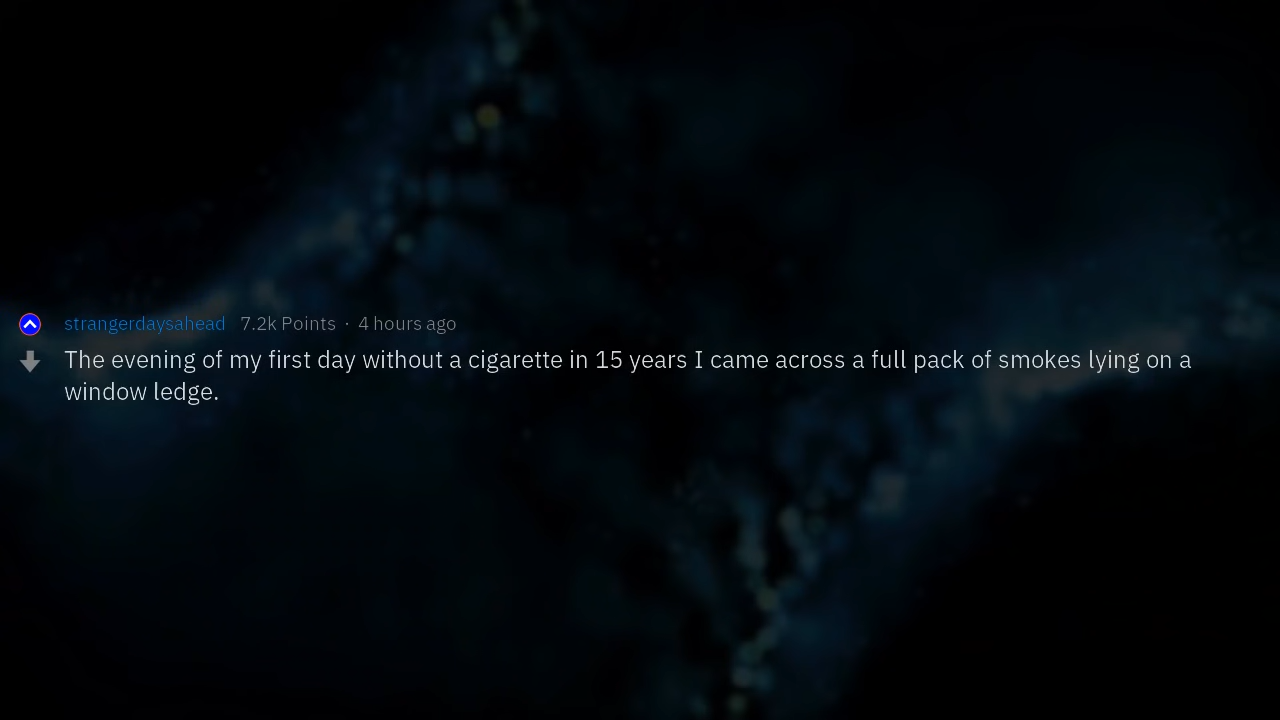 strangerdaysahead 7.2k Points · 4 hours ago
The evening of my first day without a cigarette in 15 years I came across a full pack of smokes lying on a
window ledge.